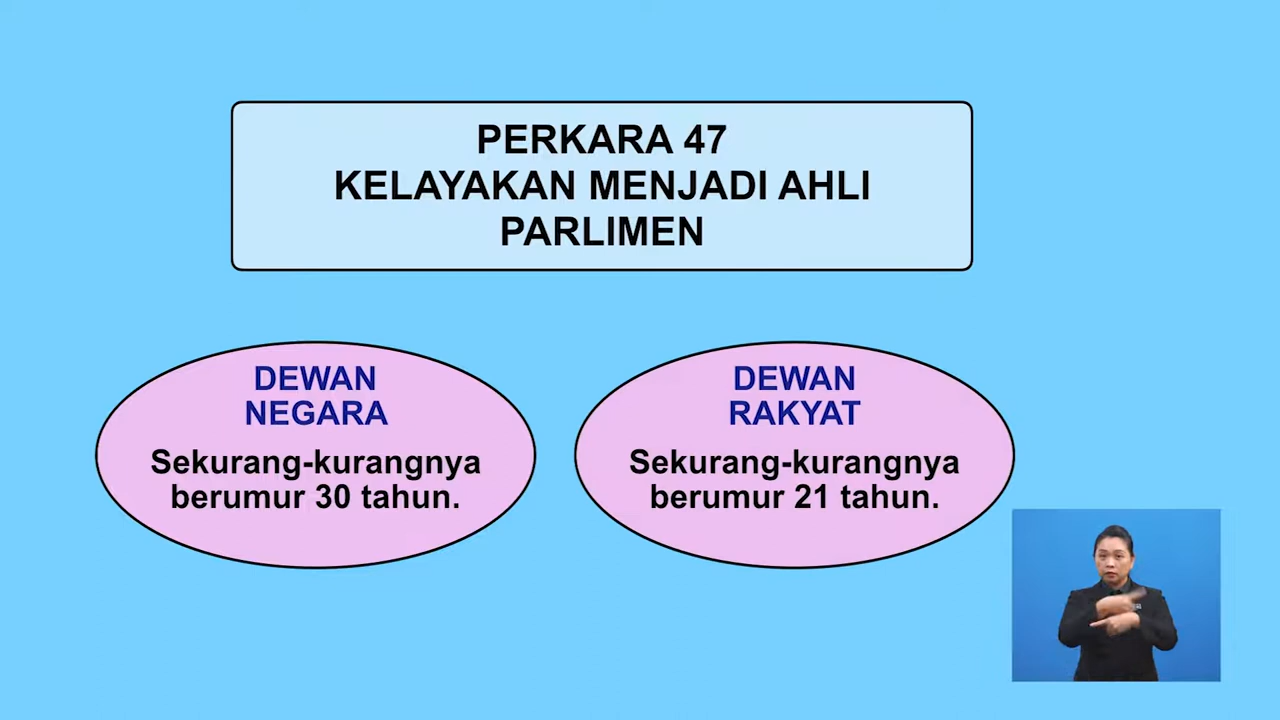 PERKARA 47
KELAYAKAN MENJADI AHLI
PARLIMEN
DEWAN
NEGARA
Sekurang-kurangnya
berumur 30 tahun.
DEWAN
RAKYAT
Sekurang-kurangnya
berumur 21 tahun.